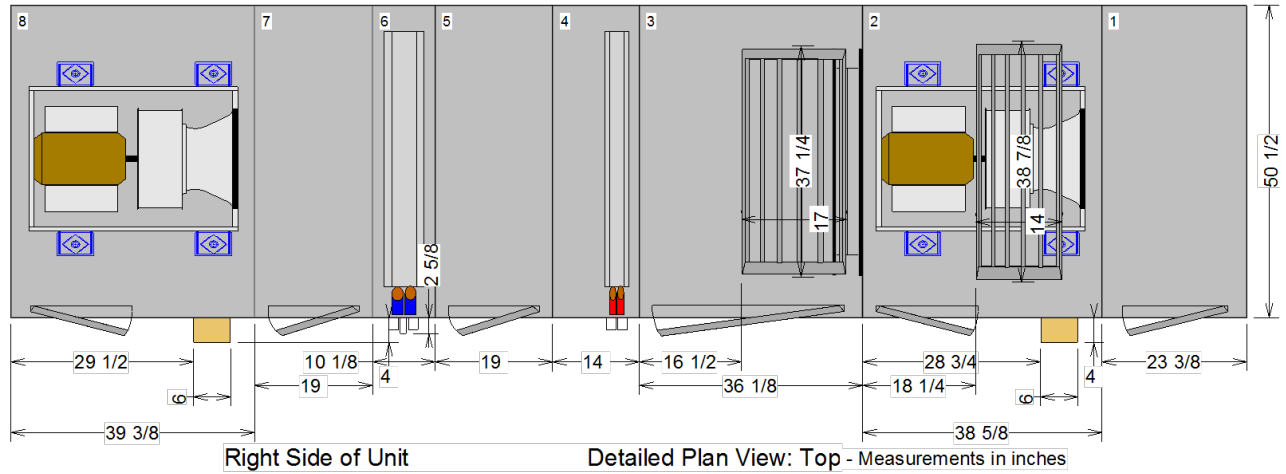 8 7 6 5 4 3 2 1
37 1/4
17
38 7/8
14
50 1/2
2 5/8
29 1/2 10 1/8 4 19 14 16 1/2 28 3/4 4 23 3/8
6 19 36 1/8 18 1/4 6
39 3/8 38 5/8
Right Side of Unit Detailed Plan View: Top - Measurements in inches